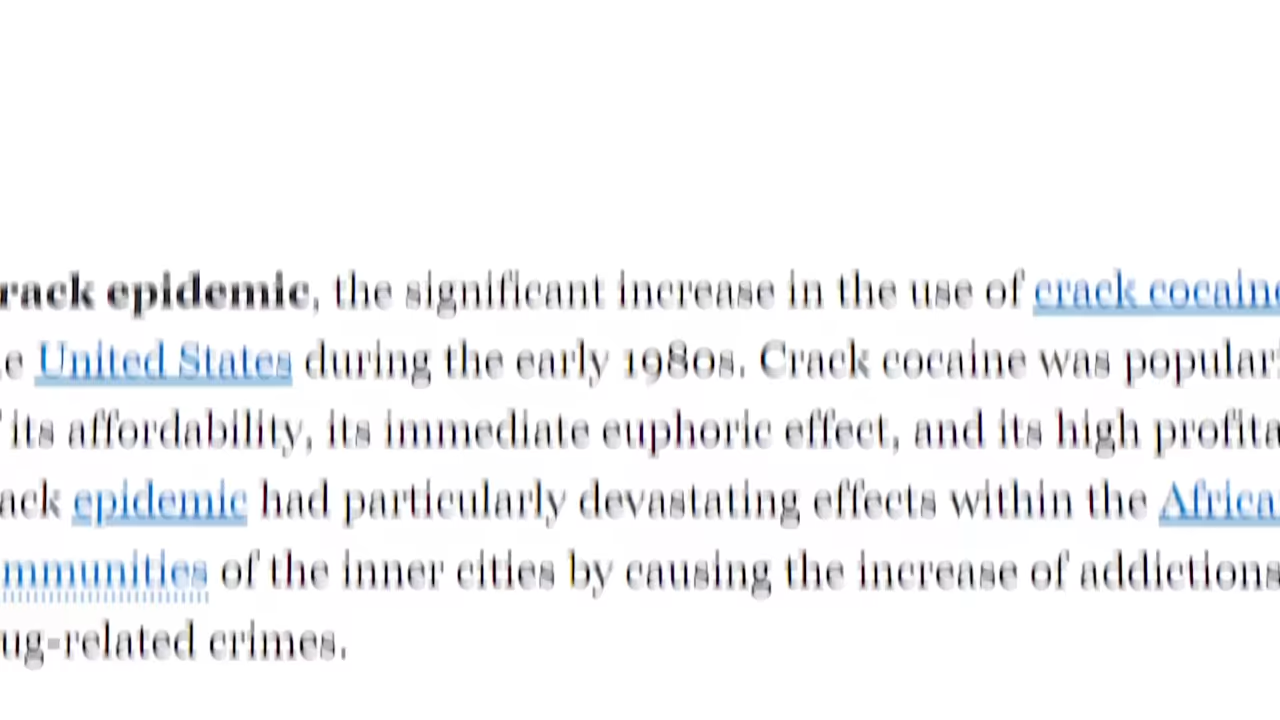 rack epidemic, the significant increase in the use of crack cocaine
e United States during the early 1980s. Crack cocaine was popular
its affordability, its immediate euphoric effect, and its high profita
ack epidemic had particularly devastating effects within the Africa
mmunities of the inner cities by causing the increase of addictions
ug-related crimes.